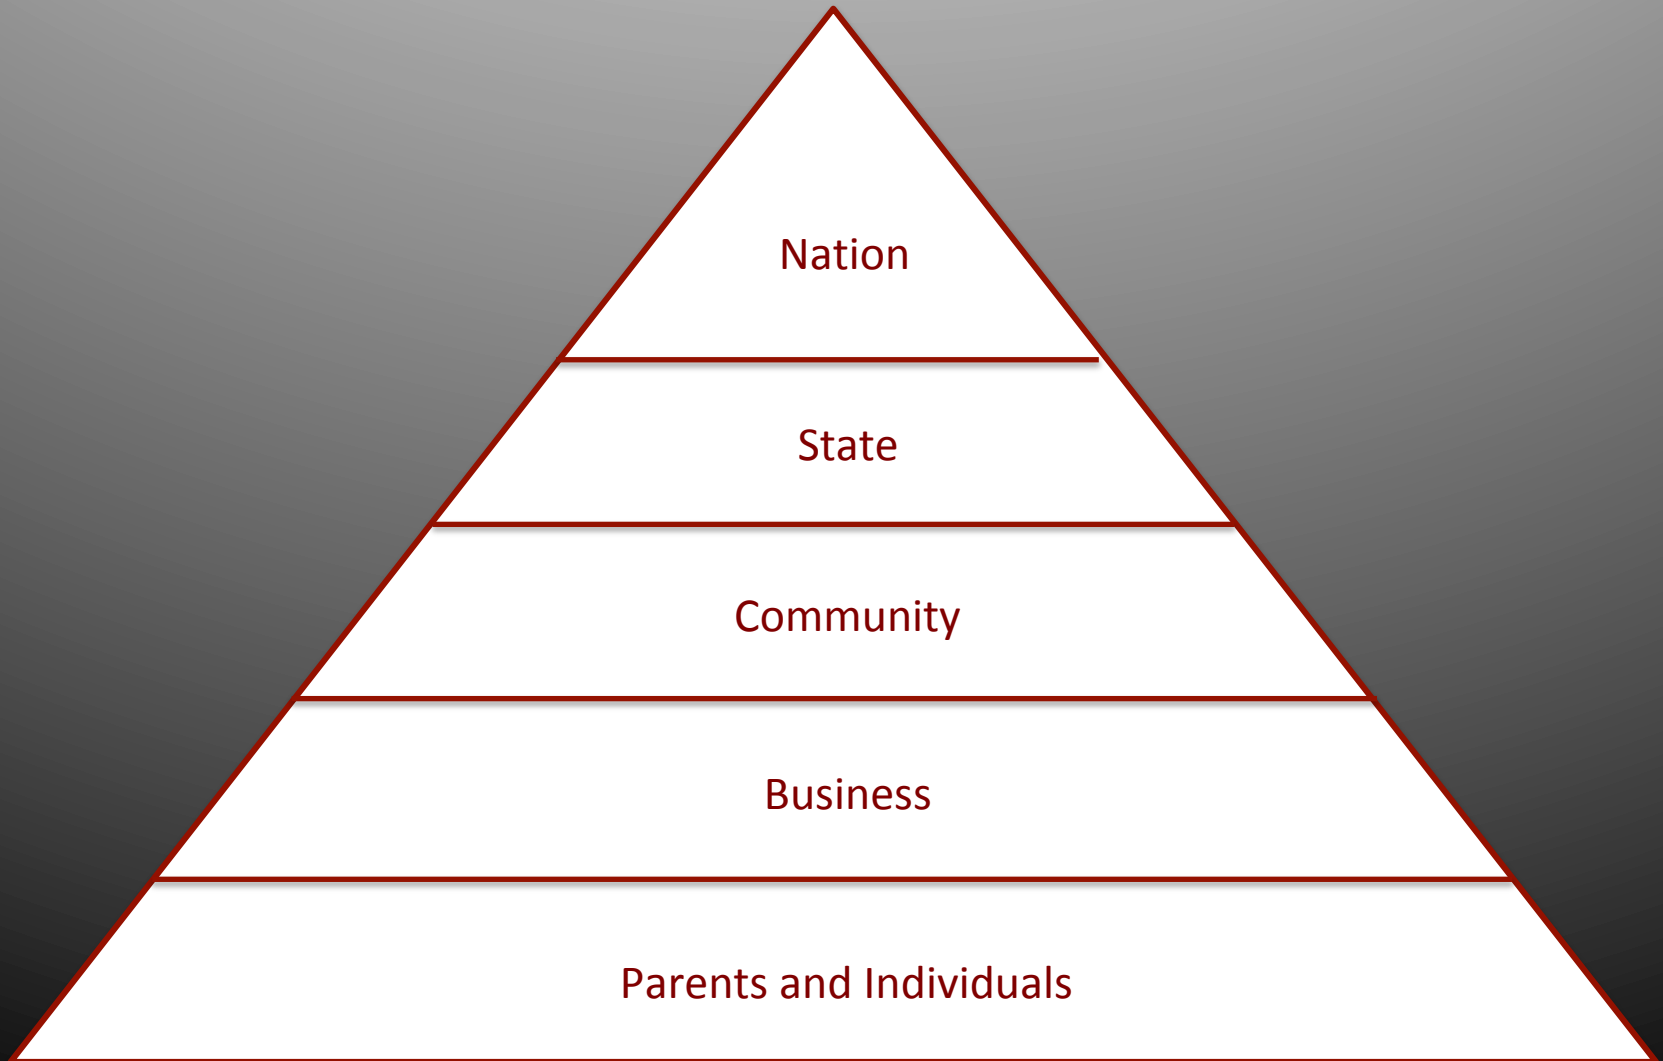 Nation
State
Community
Business
Parents and Individuals